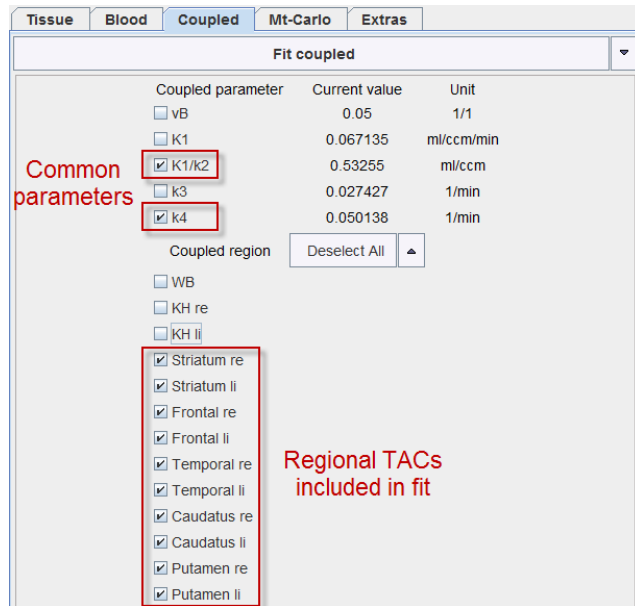 Tissue Blood Coupled Mt-Carlo Extras
Fit coupled
Coupled parameter Current value Unit
vB 0.05 1/1
K1 0.067135 ml/ccm/min
K1/k2 0.53255 ml/ccm
k3 0.027427 1/min
k4 0.050138 1/min
Common
parameters
Coupled region Deselect All
WB
KH re
KH li
Striatum re
Striatum li
Frontal re
Frontal li
Temporal re
Temporal li
Caudatus re
Caudatus li
Putamen re
Putamen li
Regional TACs
included in fit